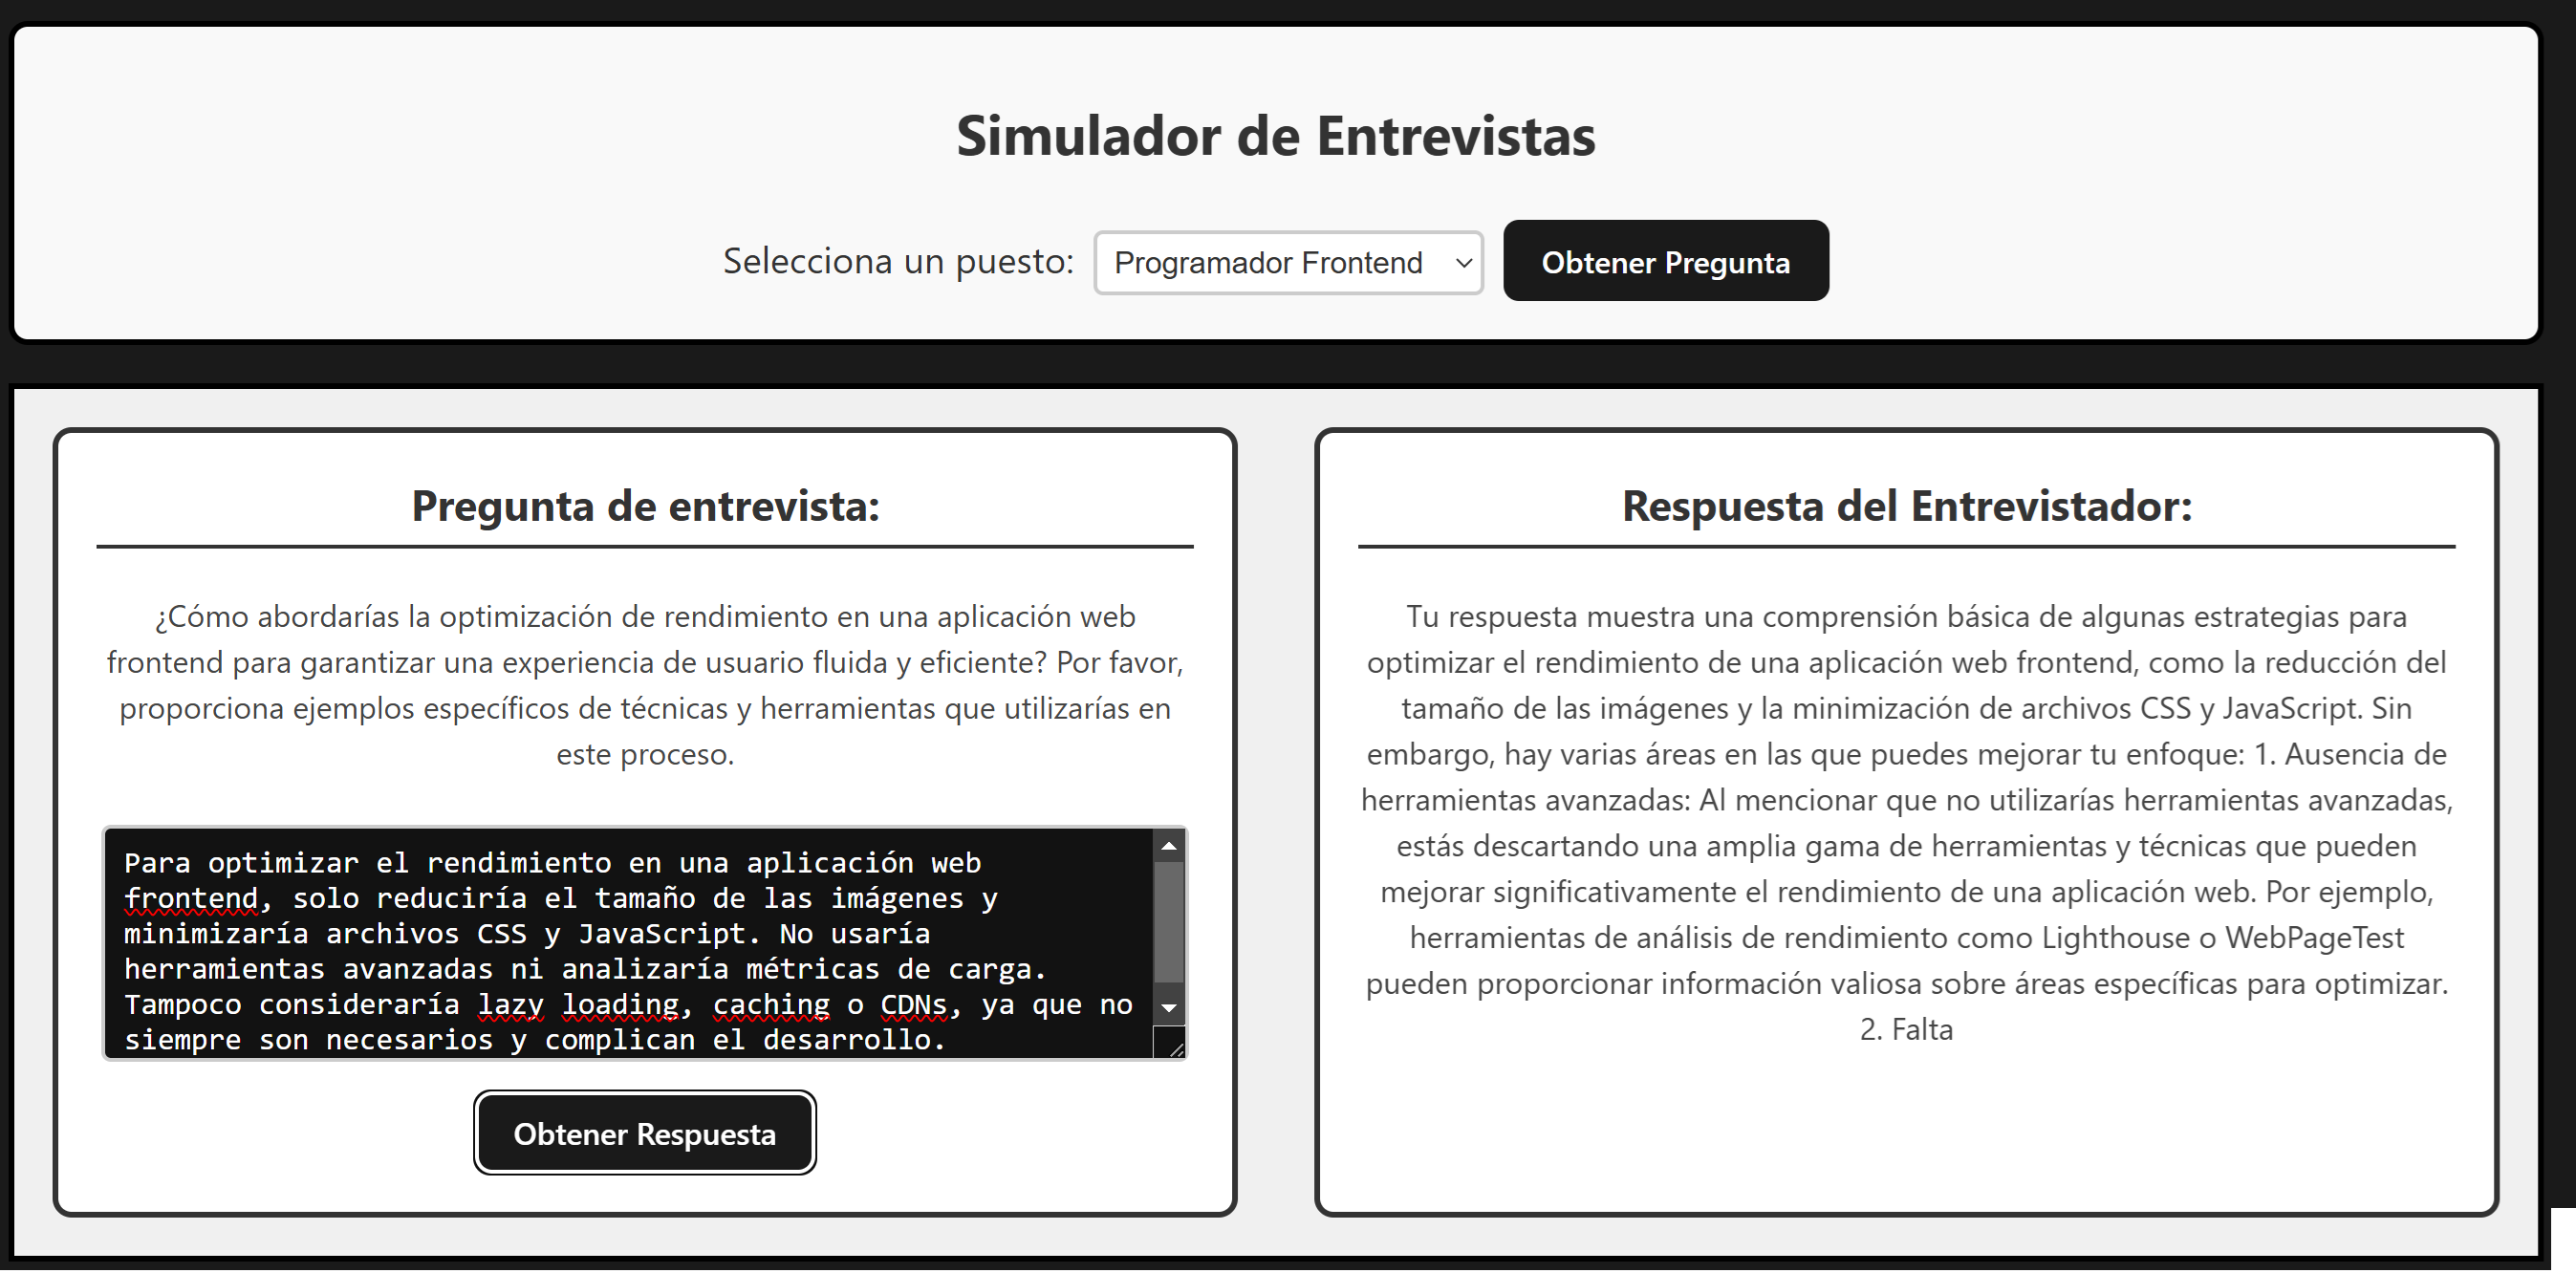 Simulador de Entrevistas
Selecciona un puesto: Programador Frontend Obtener Pregunta
Pregunta de entrevista:
¿Cómo abordarías la optimización de rendimiento en una aplicación web
frontend para garantizar una experiencia de usuario fluida y eficiente? Por favor,
proporciona ejemplos específicos de técnicas y herramientas que utilizarías en
este proceso.
Para optimizar el rendimiento en una aplicación web
frontend, solo reduciría el tamaño de las imágenes y
minimizaría archivos CSS y JavaScript. No usaría
herramientas avanzadas ni analizaría métricas de carga.
Tampoco consideraría lazy loading, caching o CDNs, ya que no
siempre son necesarios y complican el desarrollo.
Obtener Respuesta
Respuesta del Entrevistador:
Tu respuesta muestra una comprensión básica de algunas estrategias para
optimizar el rendimiento de una aplicación web frontend, como la reducción del
tamaño de las imágenes y la minimización de archivos CSS y JavaScript. Sin
embargo, hay varias áreas en las que puedes mejorar tu enfoque: 1. Ausencia de
herramientas avanzadas: Al mencionar que no utilizarías herramientas avanzadas,
estás descartando una amplia gama de herramientas y técnicas que pueden
mejorar significativamente el rendimiento de una aplicación web. Por ejemplo,
herramientas de análisis de rendimiento como Lighthouse o WebPageTest
pueden proporcionar información valiosa sobre áreas específicas para optimizar.
2. Falta